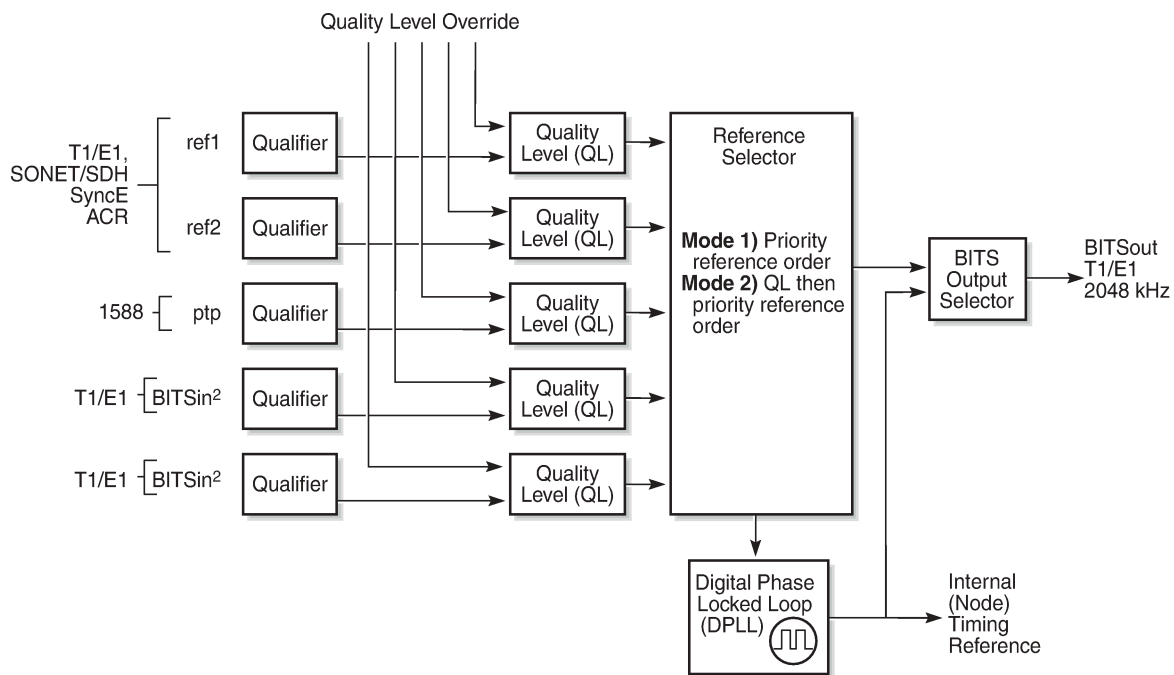 Quality Level Override
T1/E1,
SONET/SDH
SyncE
ACR
ref1
Qualifier
Quality
Level (QL)
ref2
Qualifier
Quality
Level (QL)
1588
ptp
Qualifier
Quality
Level (QL)
T1/E1
BITSin²
Qualifier
Quality
Level (QL)
T1/E1
BITSin²
Qualifier
Quality
Level (QL)
Reference
Selector
Mode 1) Priority
reference order
Mode 2) QL then
priority reference
order
BITS
Output
Selector
BITSout
T1/E1
2048 kHz
Digital Phase
Locked Loop
(DPLL)
Internal
(Node)
Timing
Reference